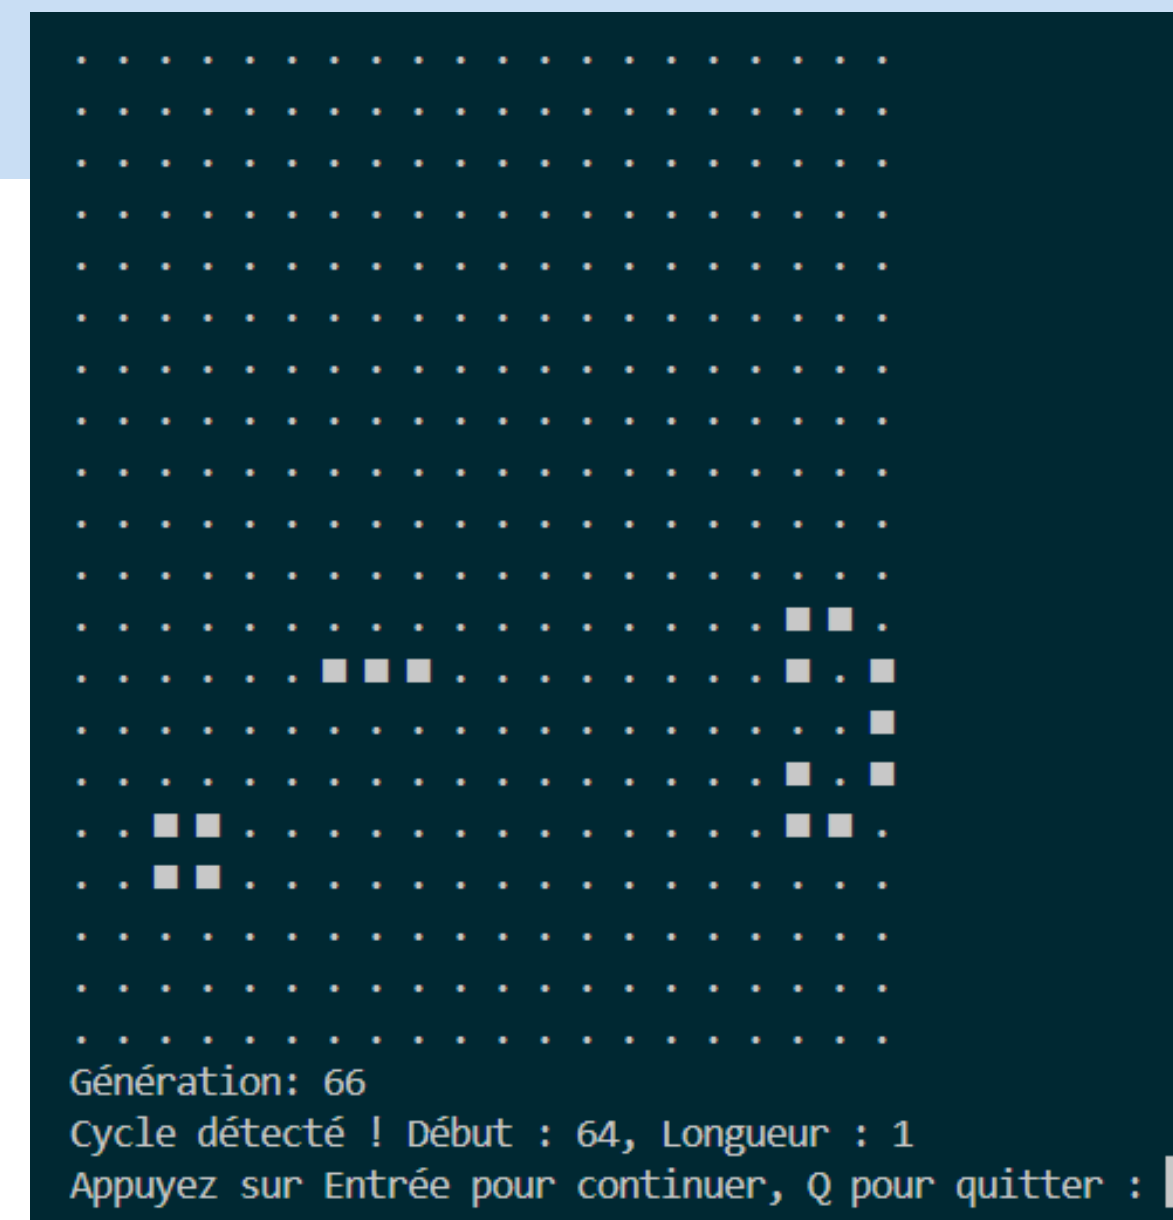 . . . . . . . . . . . . . . . . . . . .
. . . . . . . . . . . . . . . . . . . .
. . . . . . . . . . . . . . . . . . . .
. . . . . . . . . . . . . . . . . . . .
. . . . . . . . . . . . . . . . . . . .
. . . . . . . . . . . . . . . . . . . .
. . . . . . . . . . . . . . . . . . . .
. . . . . . . . . . . . . . . . . . . .
. . . . . . . . . . . . . . . . . . . .
. . . . . . . . . . . . . . . . . . . .
. . . . . . . . . . . . . . . . . . . .
. . . . . . . . . . . . . . . . . ■ ■ .
. . . . . . ■ ■ ■ . . . . . . . . ■ . ■
. . . . . . . . . . . . . . . . . . . ■
. . . . . . . . . . . . . . . . . ■ . ■
. . ■ ■ . . . . . . . . . . . . . ■ ■ .
. . ■ ■ . . . . . . . . . . . . . . . .
. . . . . . . . . . . . . . . . . . . .
. . . . . . . . . . . . . . . . . . . .
. . . . . . . . . . . . . . . . . . . .
Génération: 66
Cycle détecté ! Début : 64, Longueur : 1
Appuyez sur Entrée pour continuer, Q pour quitter :